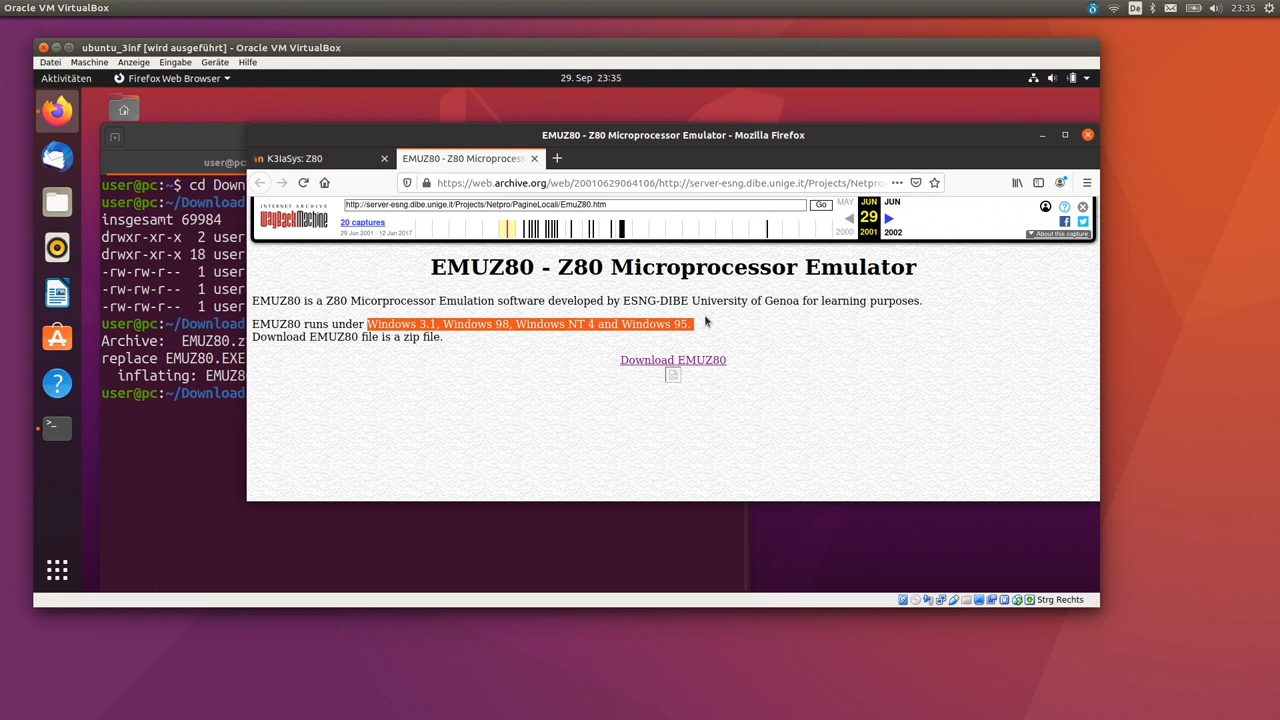 Oracle VM VirtualBox
De
23:35
ubuntu_3inf [wird ausgeführt] - Oracle VM VirtualBox
Datei Maschine Anzeige Eingabe Geräte Hilfe
Aktivitäten Firefox Web Browser 29. Sep 23:35
EMUZ80 - Z80 Microprocessor Emulator - Mozilla Firefox
user@pc:
K3IaSys: Z80
EMUZ80 - Z80 Microprocess
user@pc:~$ cd Down
https://web.archive.org/web/20010629064106/http://server-esng.dibe.unige.it/Projects/Netpro,
user@pc:~/Download
insgesamt 69984
drwxr-xr-x 2 user
drwxr-xr-x 18 user
-rw-rw-r-- 1 user
-rw-rw-r-- 1 user
-rw-rw-r-- 1 user
Archive: EMUZ80.z
replace EMUZ80.EXE
inflating: EMUZ8
user@pc:~/Download
INTERNET ARCHIVE
WayBackMachine
http://server-esng.dibe.unige.it/Projects/Netpro/PagineLocali/EmuZ80.htm
Go
20 captures
29 Jun 2001 - 12 Jan 2017
MAY JUN JUN
29
2000 2001 2002
About this capture
EMUZ80 - Z80 Microprocessor Emulator
EMUZ80 is a Z80 Micorprocessor Emulation software developed by ESNG-DIBE University of Genoa for learning purposes.
EMUZ80 runs under Windows 3.1, Windows 98, Windows NT 4 and Windows 95.
Download EMUZ80 file is a zip file.
Download EMUZ80
Strg Rechts